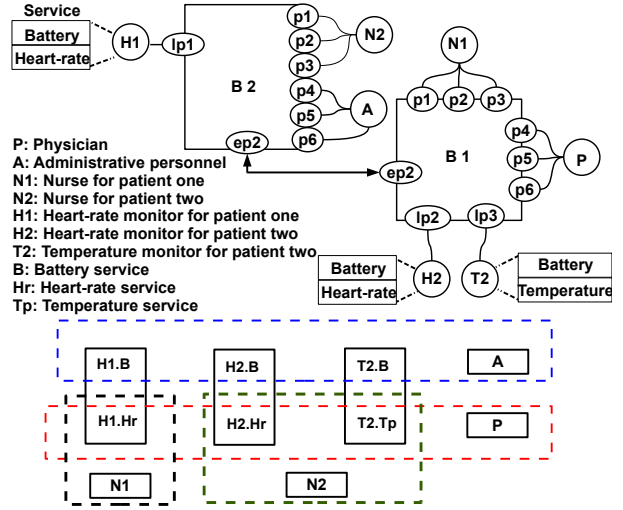 Service
Battery
Heart-rate
H1
lp1
B 2
p1
p2
p3
p4
p5
p6
ep2
N2
A
N1
p1 p2 p3
p4
p5
p6
P
B 1
ep2
lp2 lp3
H2
T2
Battery
Heart-rate
Battery
Temperature
P: Physician
A: Administrative personnel
N1: Nurse for patient one
N2: Nurse for patient two
H1: Heart-rate monitor for patient one
H2: Heart-rate monitor for patient two
T2: Temperature monitor for patient two
B: Battery service
Hr: Heart-rate service
Tp: Temperature service
H1.B H2.B T2.B A
H1.Hr H2.Hr T2.Tp P
N1 N2